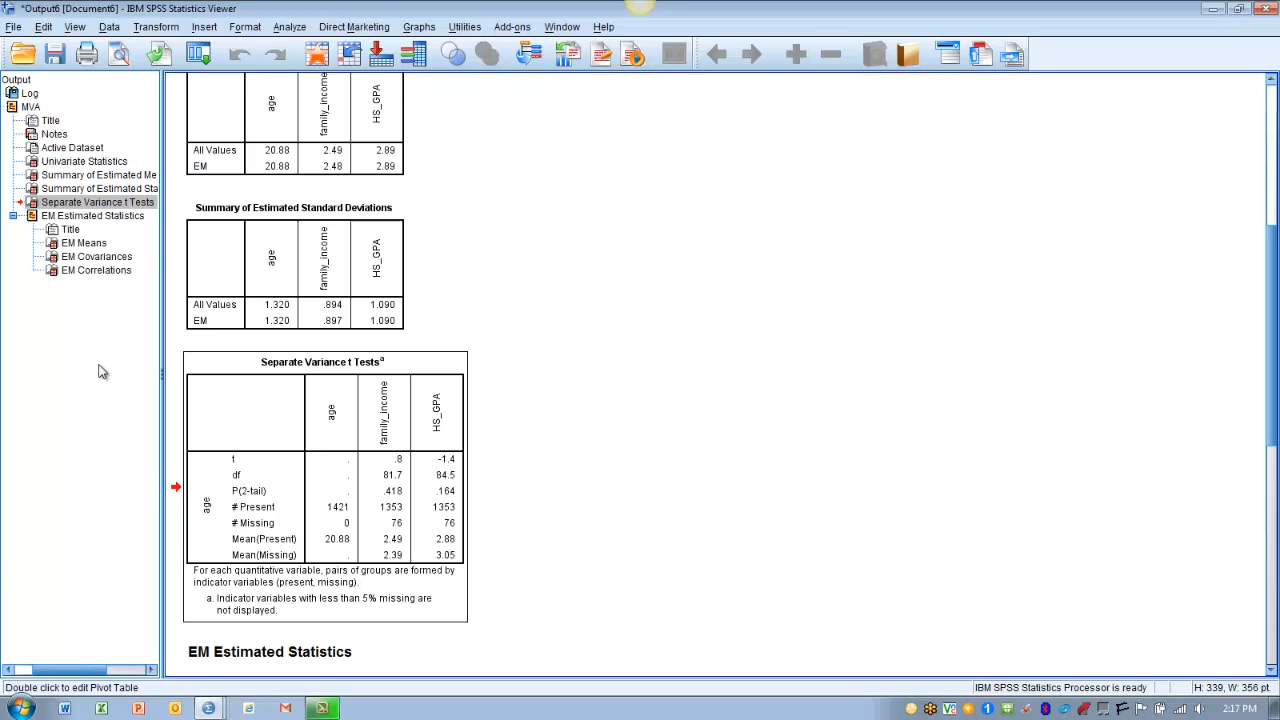 *Output6 [Document6] - IBM SPSS Statistics Viewer
File Edit View Data Transform Insert Format Direct Marketing Graphs Utilities Add-ons Window Help
Output
Log
MVA
Title
Notes
Active Dataset
Univariate Statistics
Summary of Estimated Me
Summary of Estimated Sta
Separate Variance t Tests
EM Estimated Statistics
Title
EM Means
EM Covariances
EM Correlations
age family_income HS_GPA
All Values 20.88 2.49 2.89
EM 20.88 2.48 2.89
Summary of Estimated Standard Deviations
age family_income HS_GPA
All Values 1.320 .894 1.090
EM 1.320 .897 1.090
Separate Variance t Tests a
age family_income HS_GPA
age
t . .8 -1.4
df . 81.7 84.5
P(2-tail) . .418 .164
# Present 1421 1353 1353
# Missing 0 76 76
Mean(Present) 20.88 2.49 2.88
Mean(Missing) . 2.39 3.05
For each quantitative variable, pairs of groups are formed by
indicator variables (present, missing).
a. Indicator variables with less than 5% missing are
not displayed.
EM Estimated Statistics
Double click to edit Pivot Table
IBM SPSS Statistics Processor is ready
H: 339, W: 356 pt.
2:17 PM